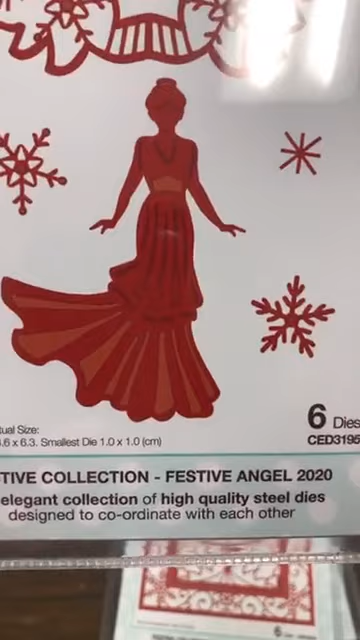 6 Dies
tual Size:
.6 x 6.3. Smallest Die 1.0 x 1.0 (cm)
CED3195
TIVE COLLECTION - FESTIVE ANGEL 2020
elegant collection of high quality steel dies
designed to co-ordinate with each other